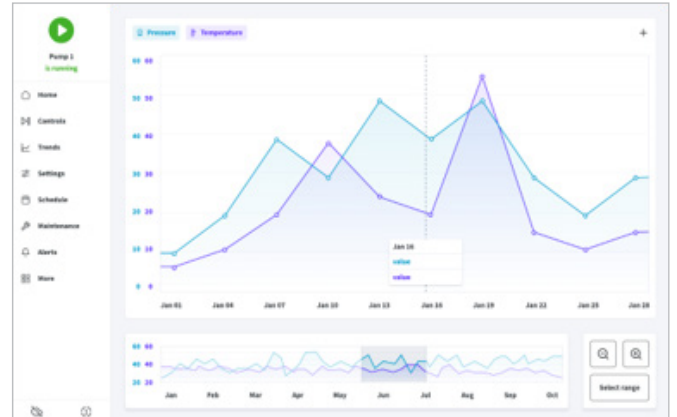 Pump 1
is running
Home
Controls
Trends
Settings
Schedule
Maintenance
Alerts
More
Pressure Temperature
60 60
50 50
40 40
30 30
20 20
10 10
0 0
Jan 16
value
value
Jan 01 Jan 04 Jan 07 Jan 10 Jan 13 Jan 16 Jan 19 Jan 22 Jan 25 Jan 28
60 60
40 40
20 20
Jan Feb Mar Apr May Jun Jul Aug Sep Oct
Select range